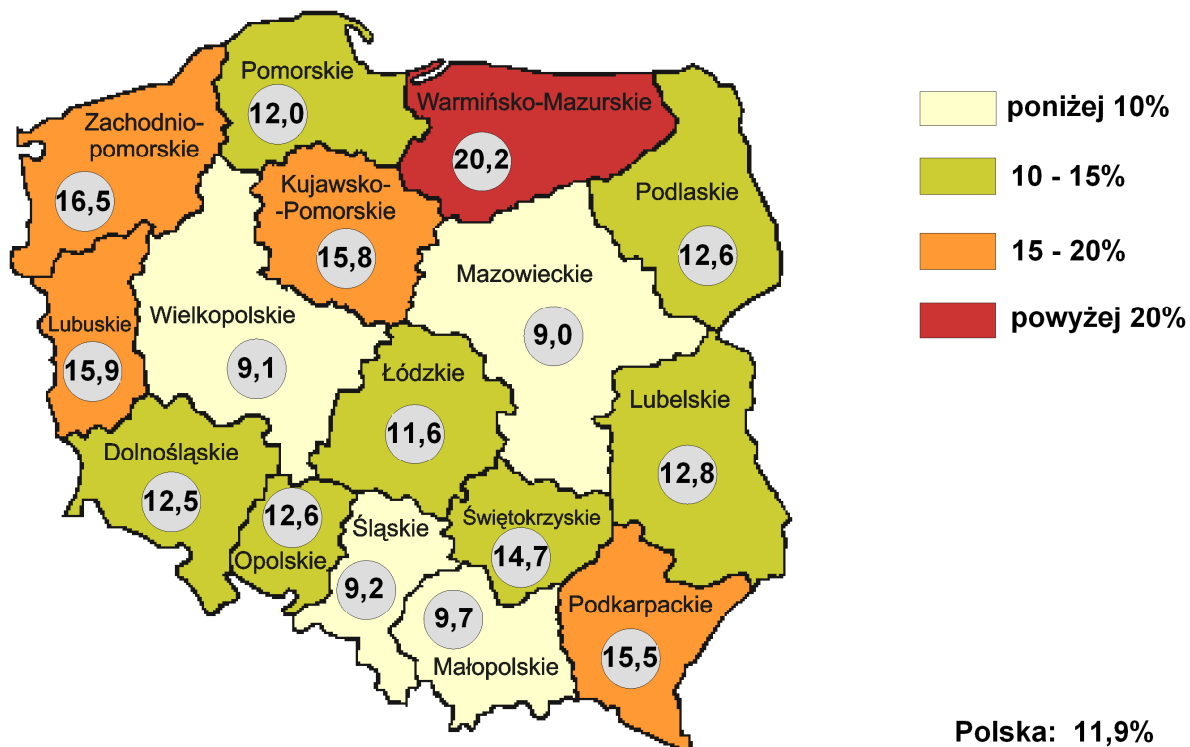 Pomorskie
12,0
Warmińsko-Mazurskie
20,2
Zachodnio-
pomorskie
16,5
Kujawsko-
-Pomorskie
15,8
Podlaskie
12,6
Mazowieckie
9,0
Wielkopolskie
9,1
Lubuskie
15,9
Łódzkie
11,6
Lubelskie
12,8
Dolnośląskie
12,5
12,6
Opolskie
Śląskie
9,2
Świętokrzyskie
14,7
9,7
Małopolskie
Podkarpackie
15,5
poniżej 10%
10 - 15%
15 - 20%
powyżej 20%
Polska: 11,9%